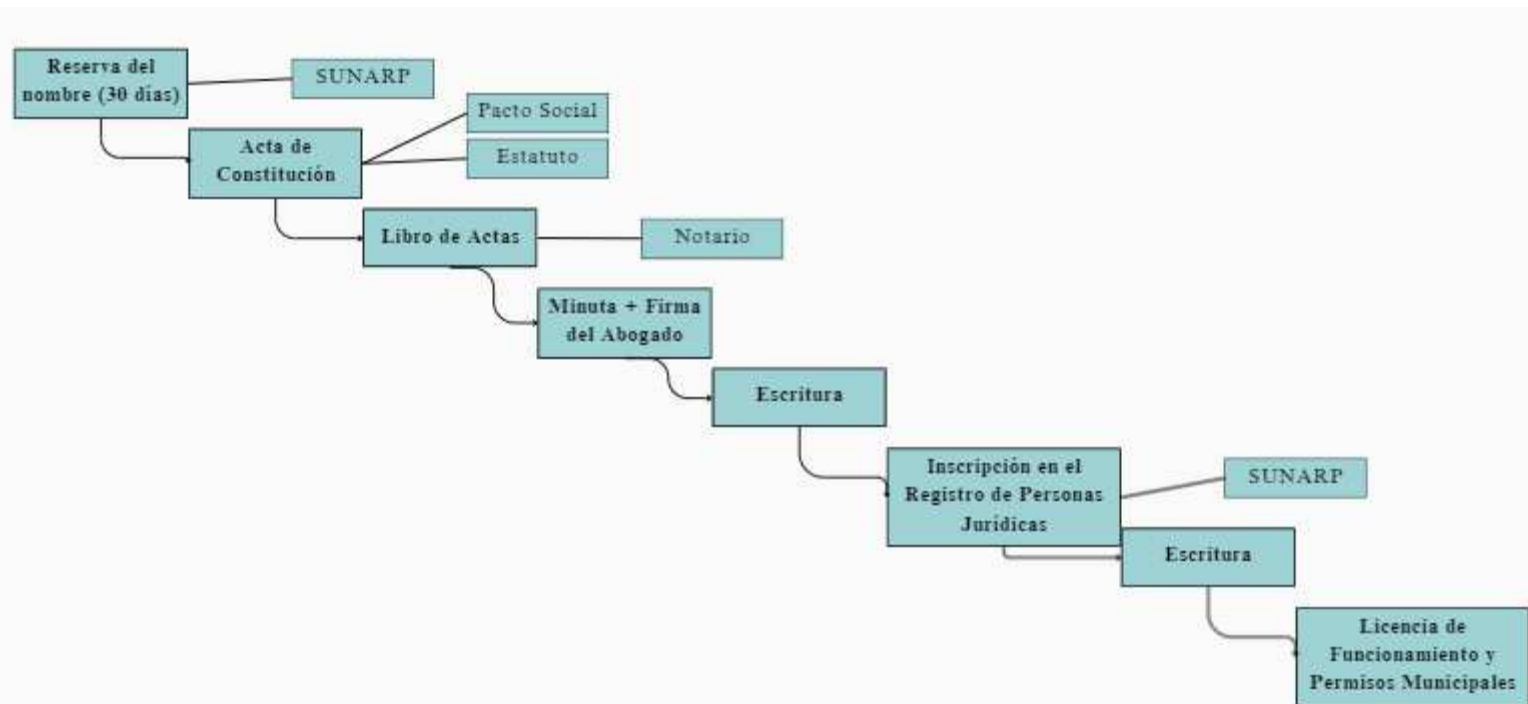 Reserva del
nombre (30 días)
SUNARP
Pacto Social
Acta de
Constitución
Estatuto
Libro de Actas
Notario
Minuta + Firma
del Abogado
Escritura
Inscripción en el
Registro de Personas
Jurídicas
SUNARP
Escritura
Licencia de
Funcionamiento y
Permisos Municipales